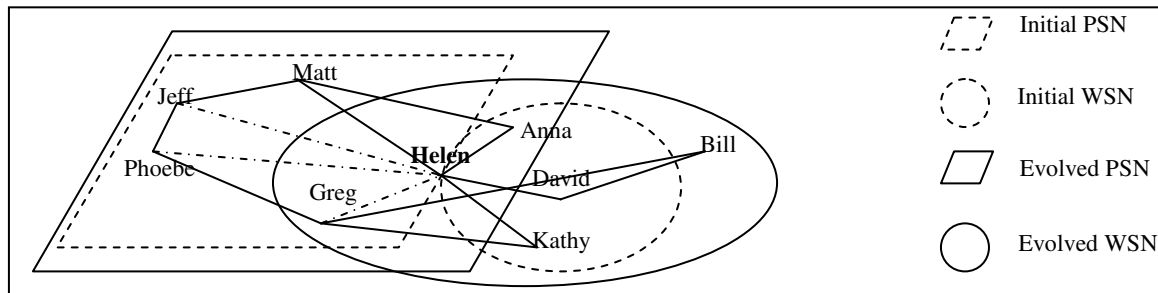 Matt
Jeff
Anna
Bill
Helen
Phoebe
David
Greg
Kathy
Initial PSN
Initial WSN
Evolved PSN
Evolved WSN